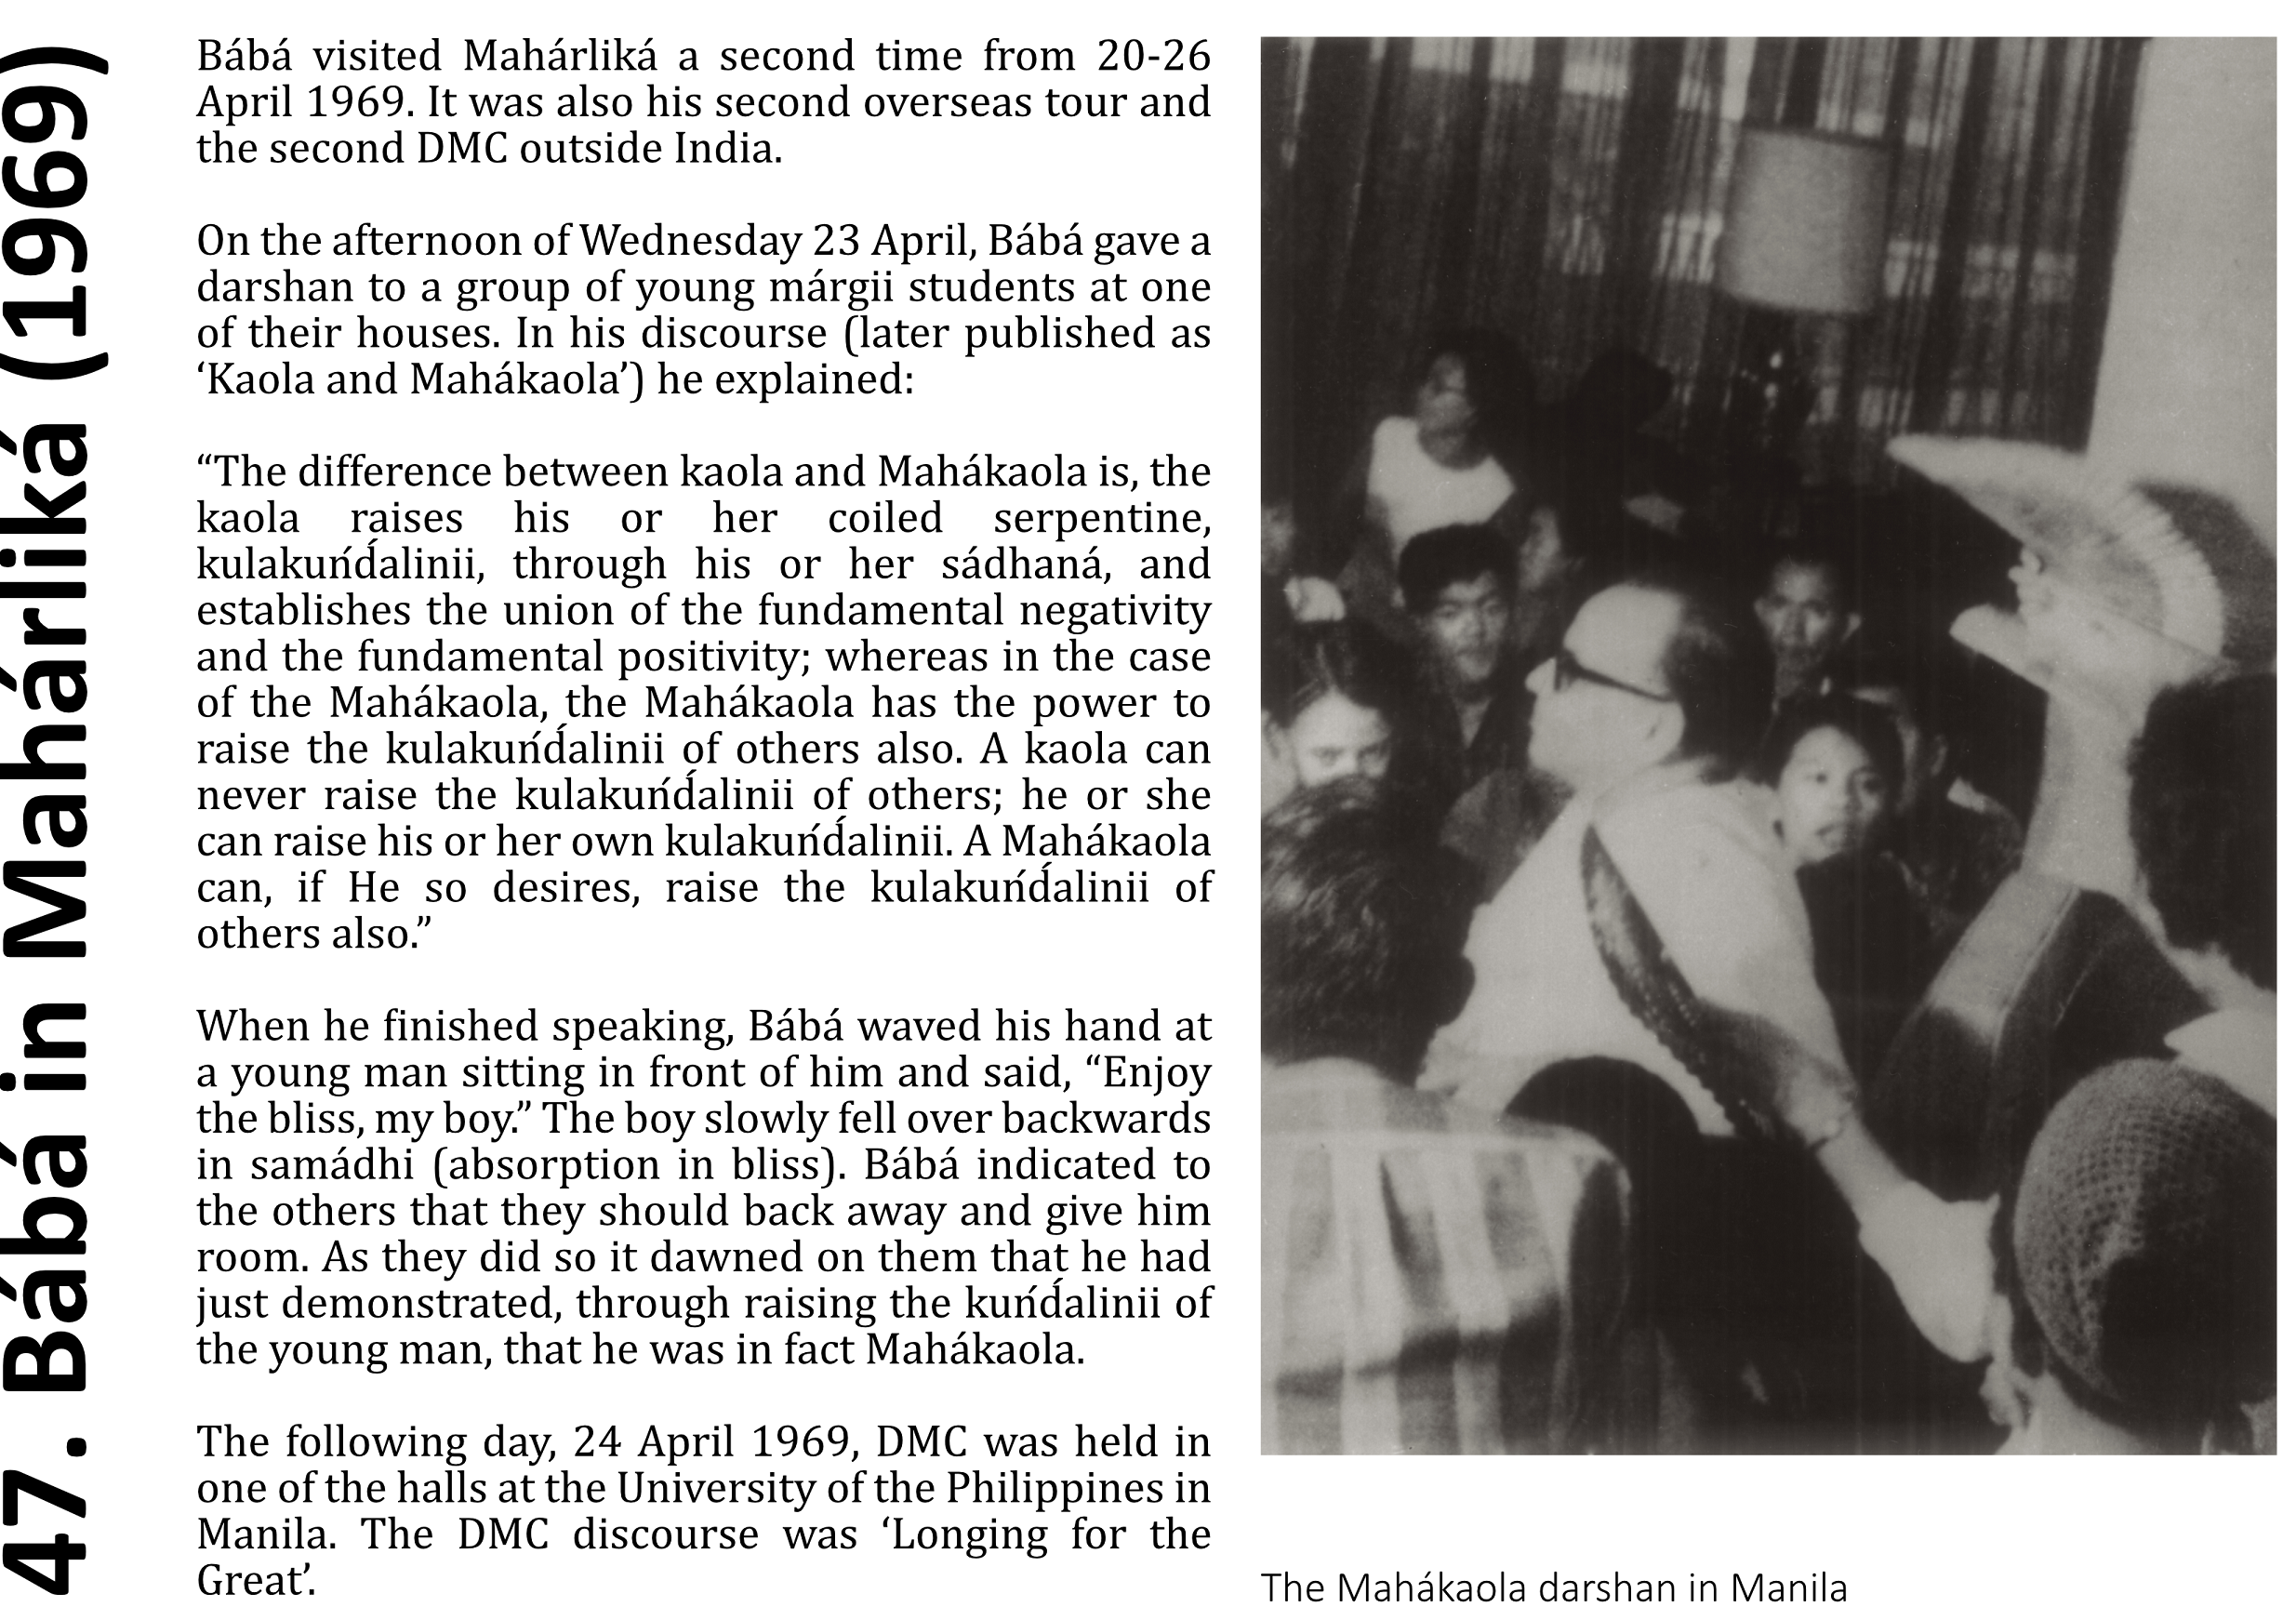 47. Bábá in Mahárliká (1969)
Bábá visited Mahárliká a second time from 20-26
April 1969. It was also his second overseas tour and
the second DMC outside India.
On the afternoon of Wednesday 23 April, Bábá gave a
darshan to a group of young márgii students at one
of their houses. In his discourse (later published as
‘Kaola and Mahákaola’) he explained:
“The difference between kaola and Mahákaola is, the
kaola raises his or her coiled serpentine,
kulakuńd́alinii, through his or her sádhaná, and
establishes the union of the fundamental negativity
and the fundamental positivity; whereas in the case
of the Mahákaola, the Mahákaola has the power to
raise the kulakuńd́alinii of others also. A kaola can
never raise the kulakuńd́alinii of others; he or she
can raise his or her own kulakuńd́alinii. A Mahákaola
can, if He so desires, raise the kulakuńd́alinii of
others also.”
When he finished speaking, Bábá waved his hand at
a young man sitting in front of him and said, “Enjoy
the bliss, my boy.” The boy slowly fell over backwards
in samádhi (absorption in bliss). Bábá indicated to
the others that they should back away and give him
room. As they did so it dawned on them that he had
just demonstrated, through raising the kuńd́alinii of
the young man, that he was in fact Mahákaola.
The following day, 24 April 1969, DMC was held in
one of the halls at the University of the Philippines in
Manila. The DMC discourse was ‘Longing for the
Great’.
The Mahákaola darshan in Manila